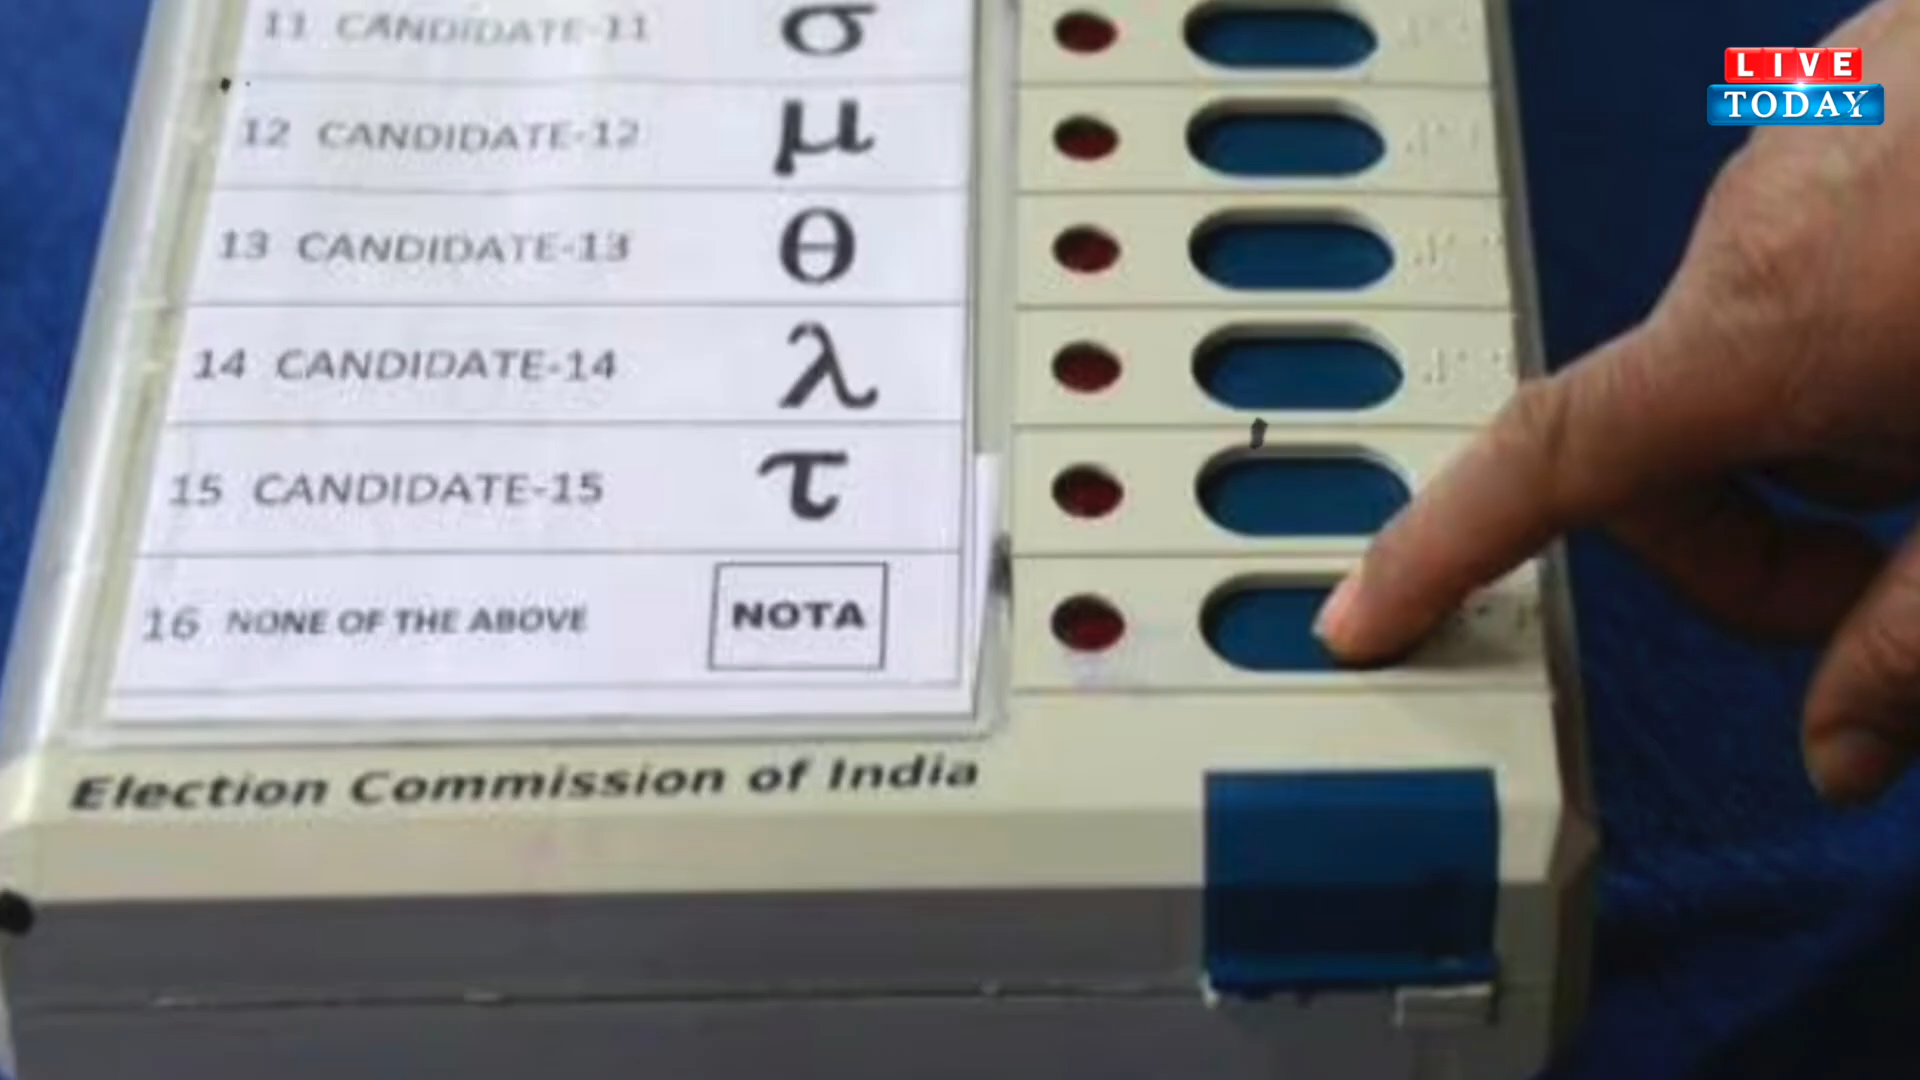 11 CANDIDATE-11 σ
12 CANDIDATE-12 μ
13 CANDIDATE-13 θ
14 CANDIDATE-14 λ
15 CANDIDATE-15 τ
16 NONE OF THE ABOVE NOTA
Election Commission of India
LIVE
TODAY